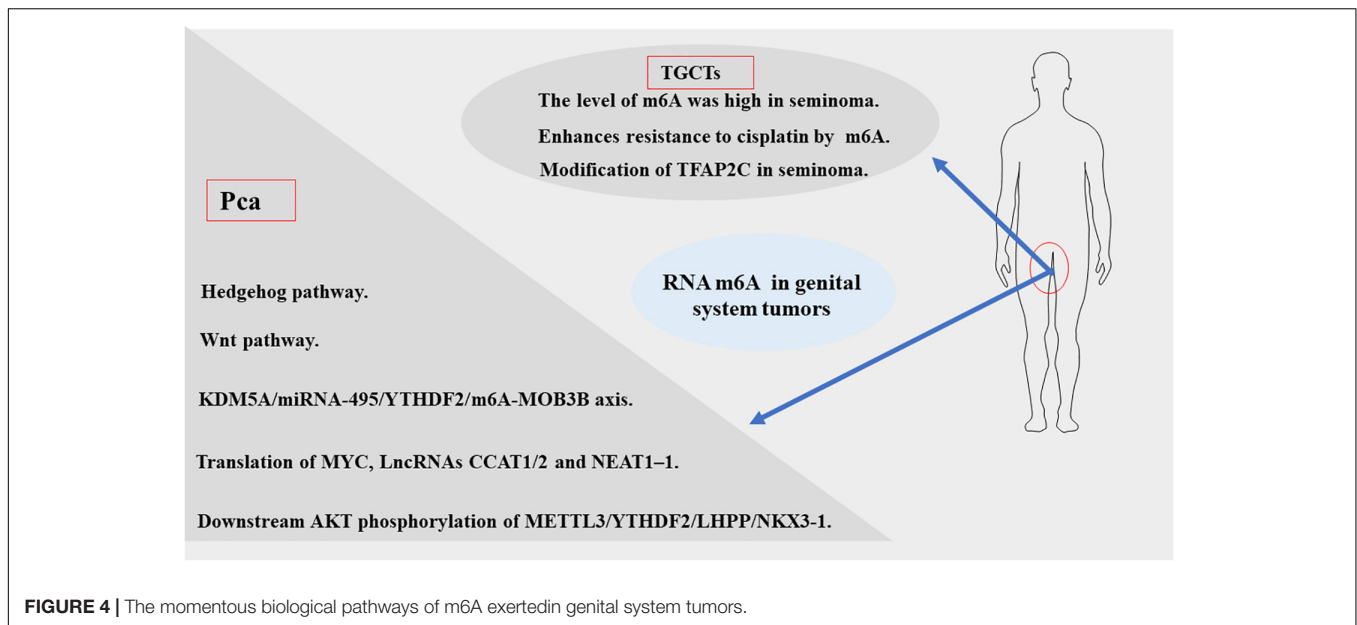 TGCTs
The level of m6A was high in seminoma.
Enhances resistance to cisplatin by m6A.
Modification of TFAP2C in seminoma.
Pca
Hedgehog pathway.
Wnt pathway.
KDM5A/miRNA-495/YTHDF2/m6A-MOB3B axis.
Translation of MYC, LncRNAs CCAT1/2 and NEAT1–1.
Downstream AKT phosphorylation of METTL3/YTHDF2/LHPP/NKX3-1.
RNA m6A in genital
system tumors
FIGURE 4 | The momentous biological pathways of m6A exertedin genital system tumors.